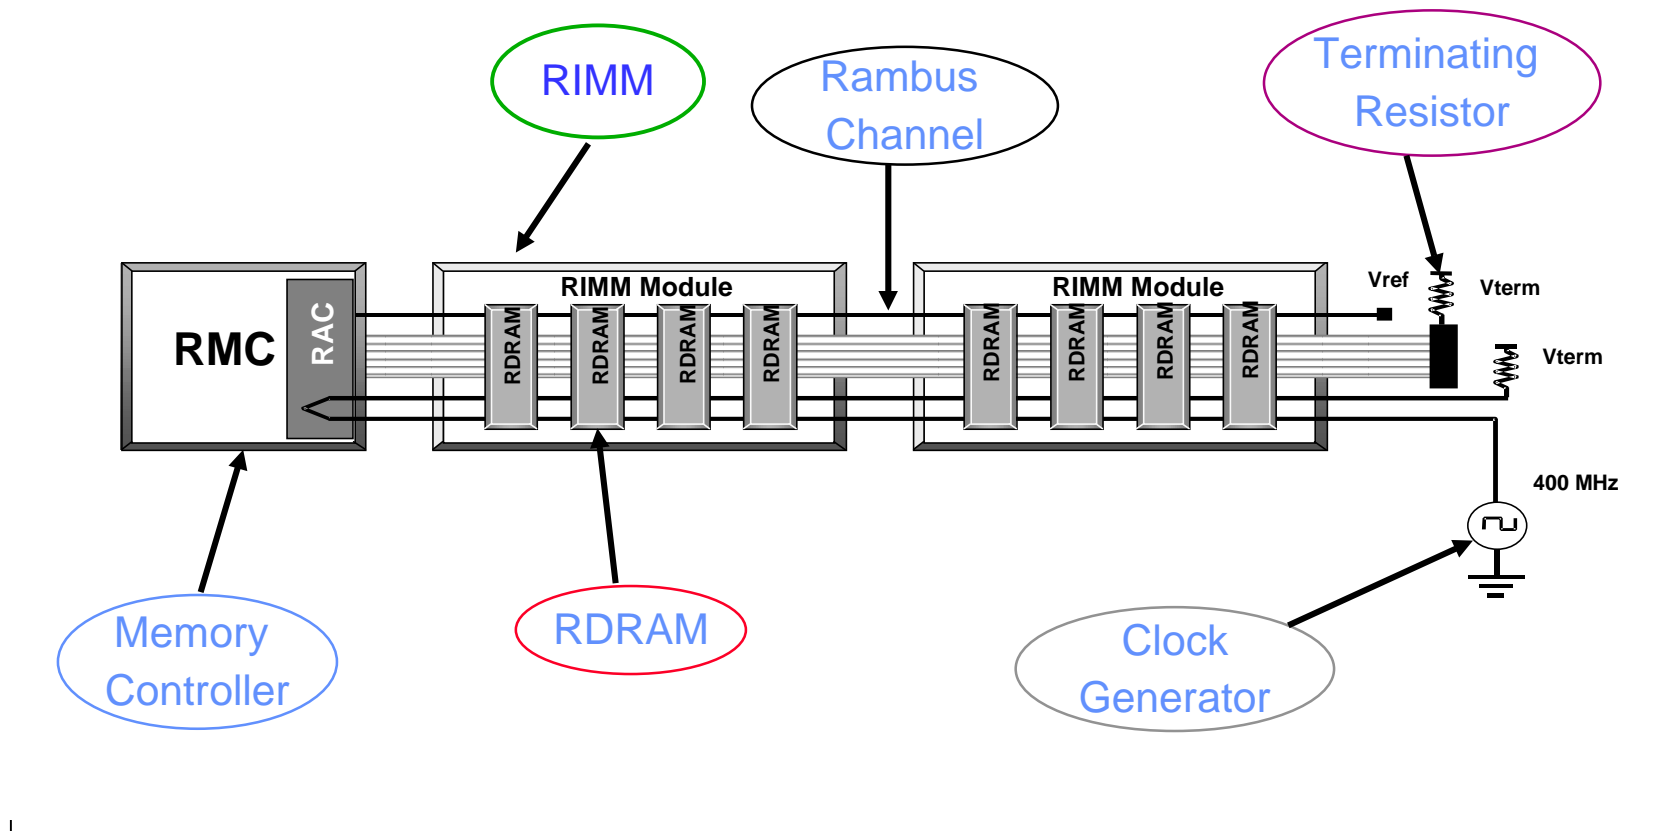 RIMM
Rambus
Channel
Terminating
Resistor
RIMM Module
RIMM Module
Vref
Vterm
RMC
RAC
RDRAM
RDRAM
RDRAM
RDRAM
RDRAM
RDRAM
RDRAM
RDRAM
Vterm
400 MHz
Memory
Controller
RDRAM
Clock
Generator